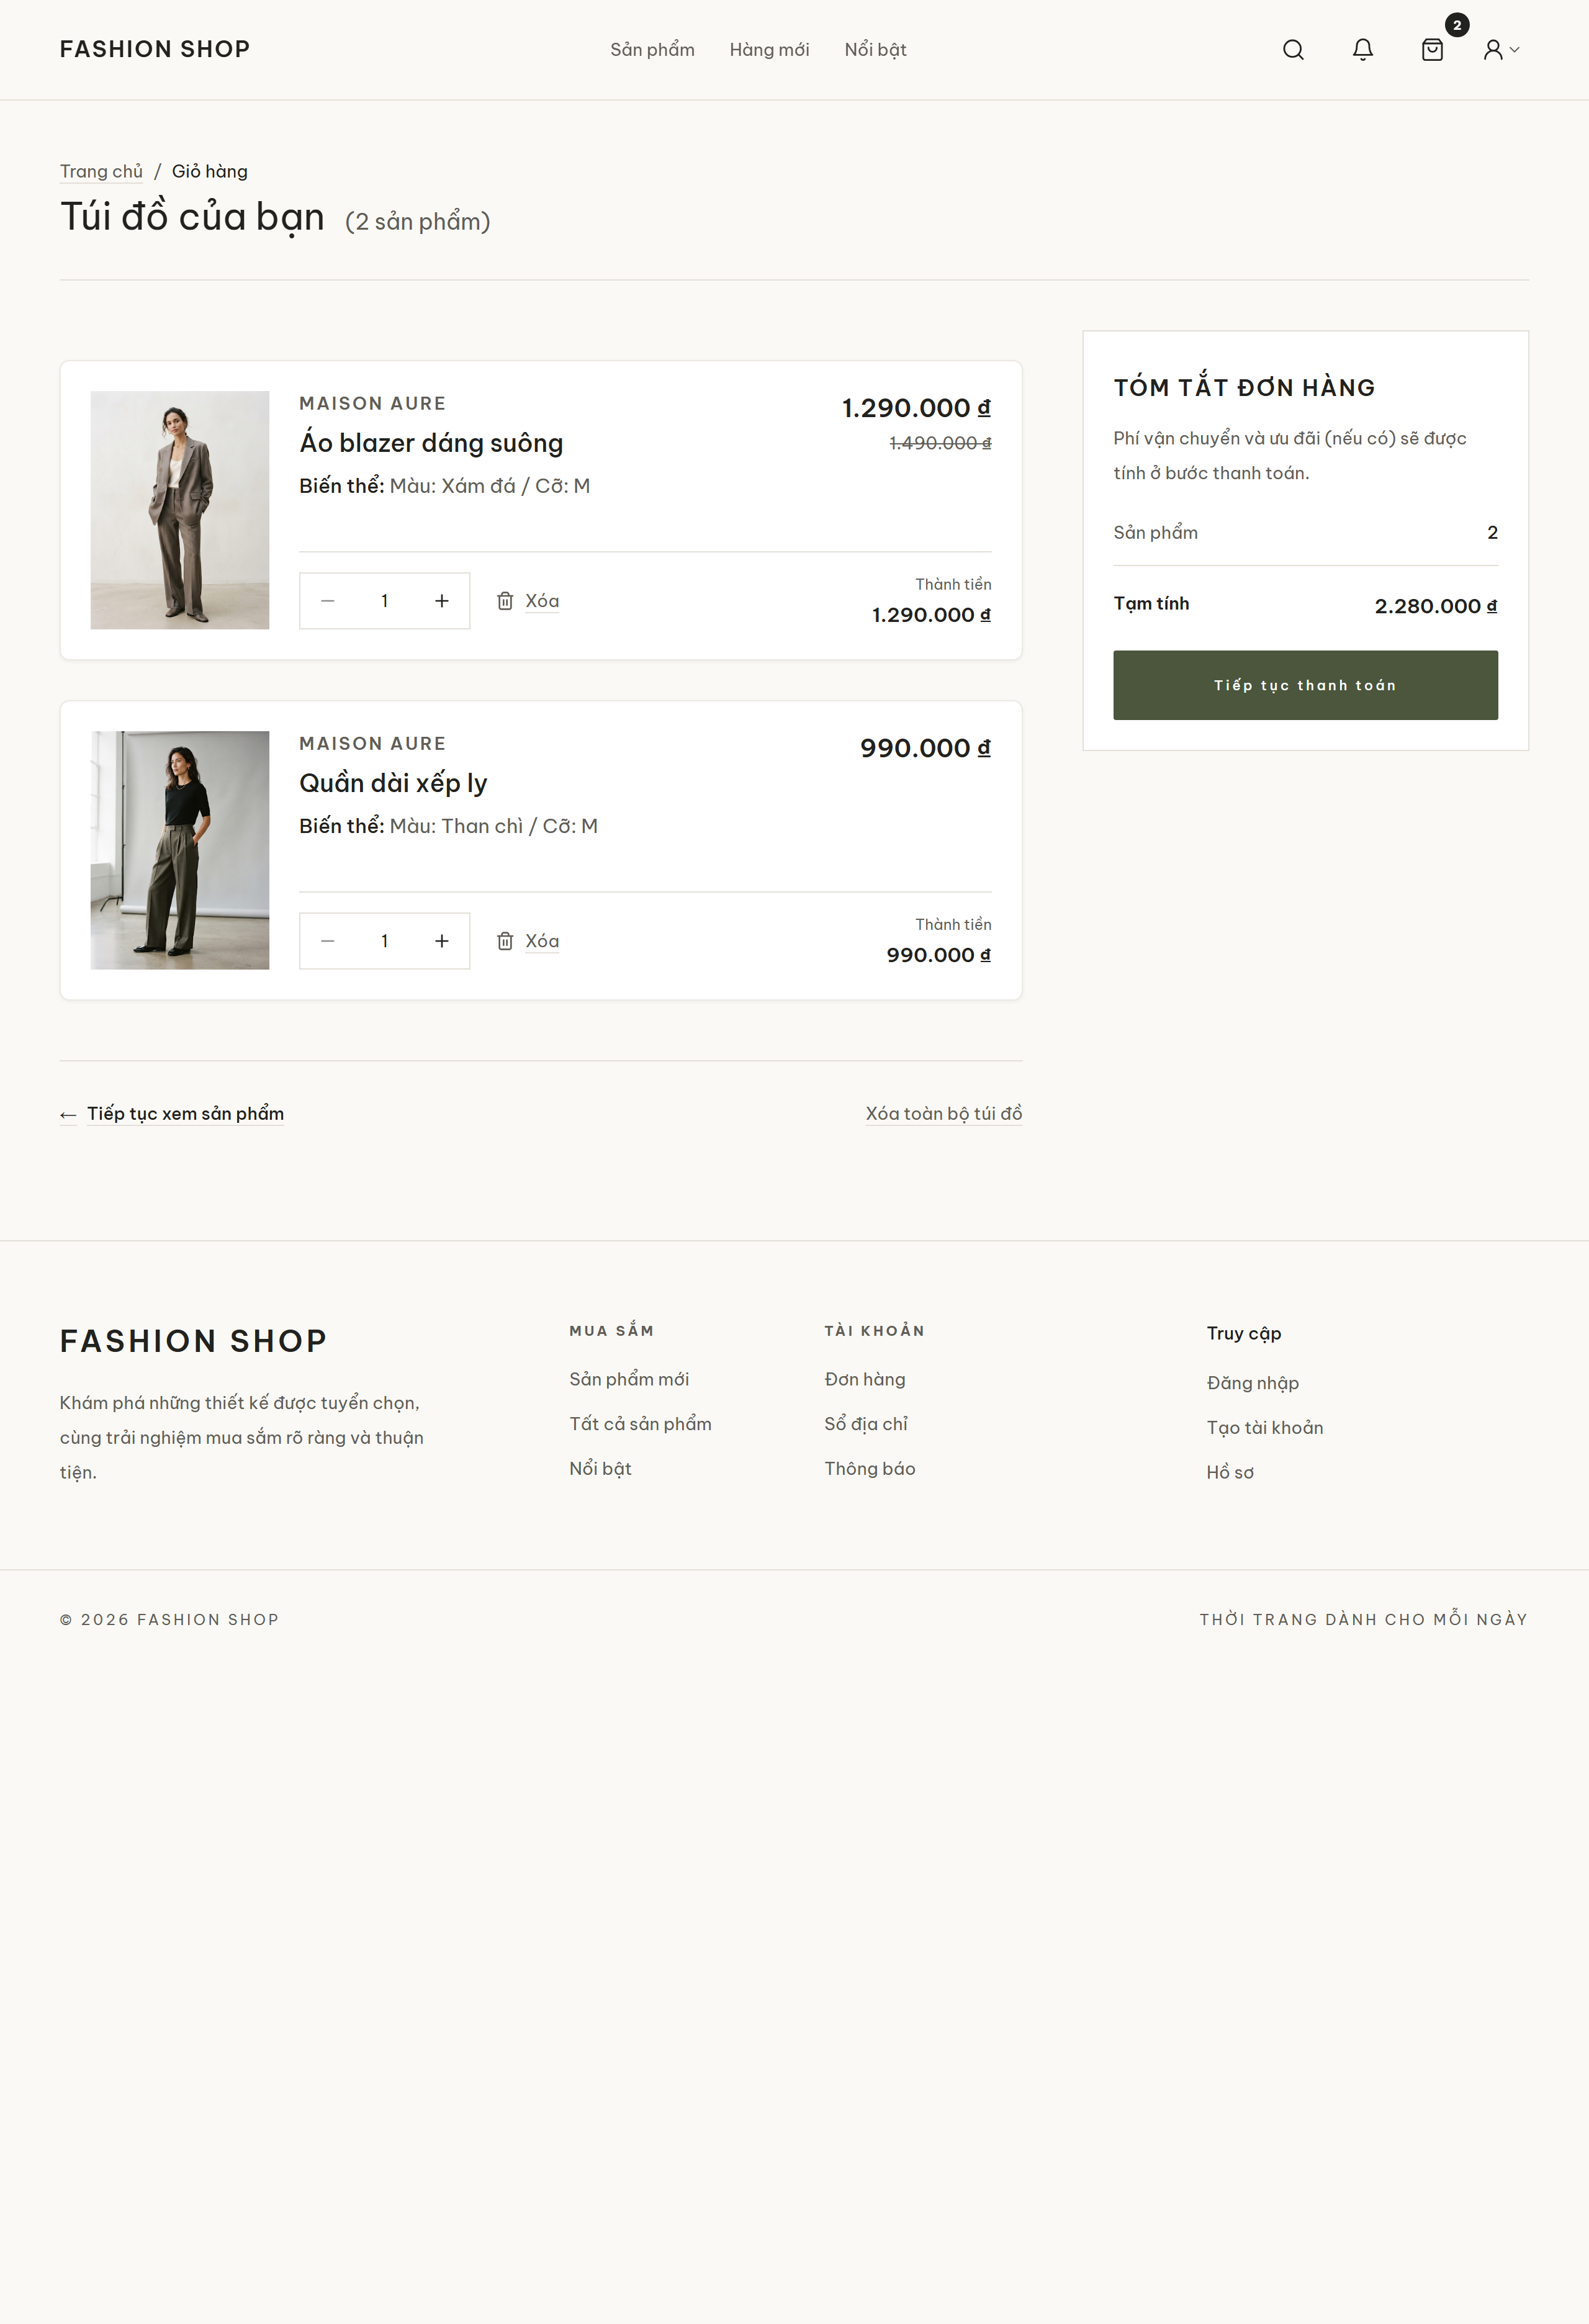 FASHION SHOP
Sản phẩm
Hàng mới
Nổi bật
2
Trang chủ / Giỏ hàng
Túi đồ của bạn (2 sản phẩm)
MAISON AURE
1.290.000 ₫
Áo blazer dáng suông
1.490.000 ₫
Biến thể: Màu: Xám đá / Cỡ: M
1
Xóa
Thành tiền
1.290.000 ₫
MAISON AURE
990.000 ₫
Quần dài xếp ly
Biến thể: Màu: Than chì / Cỡ: M
1
Xóa
Thành tiền
990.000 ₫
← Tiếp tục xem sản phẩm
Xóa toàn bộ túi đồ
TÓM TẮT ĐƠN HÀNG
Phí vận chuyển và ưu đãi (nếu có) sẽ được
tính ở bước thanh toán.
Sản phẩm 2
Tạm tính 2.280.000 ₫
Tiếp tục thanh toán
FASHION SHOP
Khám phá những thiết kế được tuyển chọn,
cùng trải nghiệm mua sắm rõ ràng và thuận
tiện.
MUA SẮM
Sản phẩm mới
Tất cả sản phẩm
Nổi bật
TÀI KHOẢN
Đơn hàng
Sổ địa chỉ
Thông báo
Truy cập
Đăng nhập
Tạo tài khoản
Hồ sơ
© 2026 FASHION SHOP
THỜI TRANG DÀNH CHO MỖI NGÀY